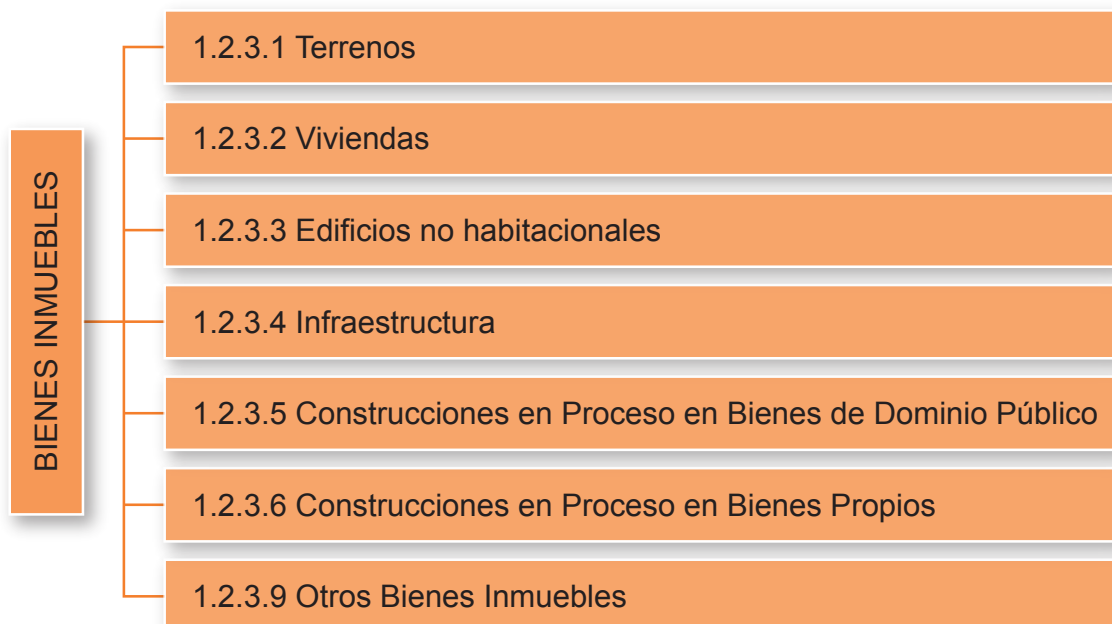 BIENES INMUEBLES
1.2.3.1 Terrenos
1.2.3.2 Viviendas
1.2.3.3 Edificios no habitacionales
1.2.3.4 Infraestructura
1.2.3.5 Construcciones en Proceso en Bienes de Dominio Público
1.2.3.6 Construcciones en Proceso en Bienes Propios
1.2.3.9 Otros Bienes Inmuebles